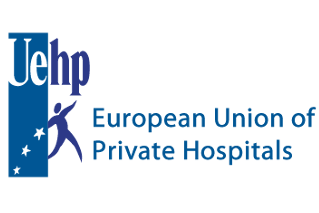 Uehp
European Union of
Private Hospitals